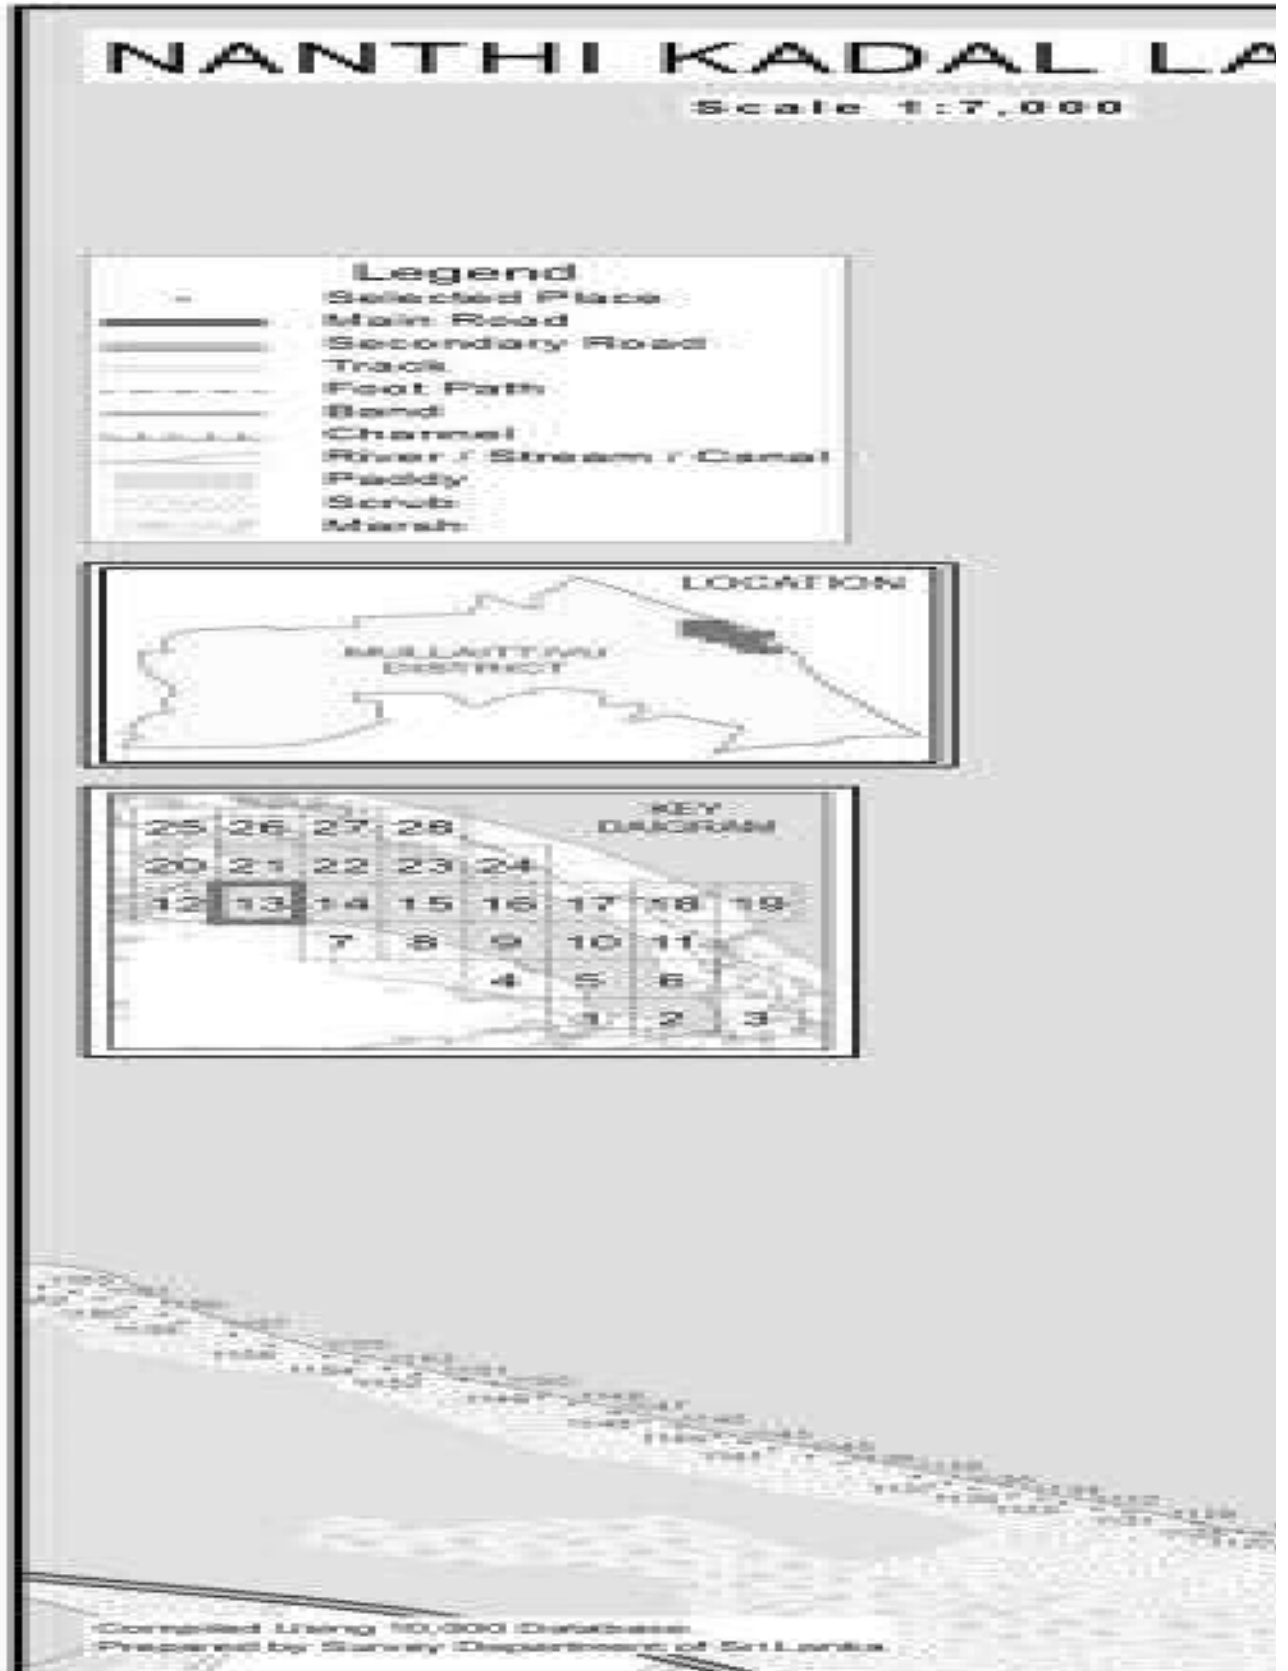 NANTHI KADAL LA
Scale 1:7,000
Legend
Selected Place
Main Road
Secondary Road
Track
Foot Path
Bund
Channel
River / Stream / Canal
Paddy
Scrub
Marsh
LOCATION
MULLAITTIVU
DISTRICT
KEY
DAIGRAM
25 26 27 28
20 21 22 23 24
12 13 14 15 16 17 18 19
7 8 9 10 11
4 5 6
1 2 3
Compiled Using 10,000 Database
Prepared by Survey Department of Sri Lanka